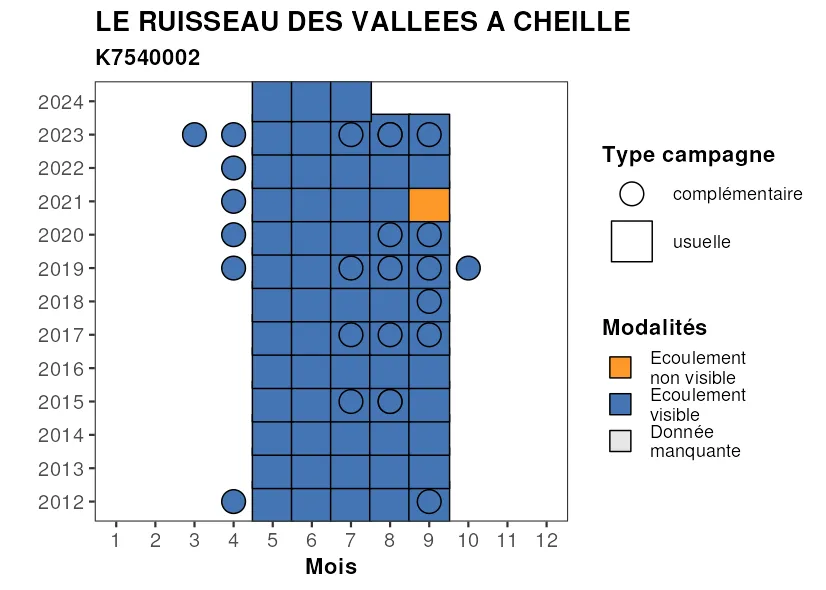 LE RUISSEAU DES VALLEES A CHEILLE
K7540002
2024
2023
2022
2021
2020
2019
2018
2017
2016
2015
2014
2013
2012
1 2 3 4 5 6 7 8 9 10 11 12
Mois
Type campagne
complémentaire
usuelle
Modalités
Ecoulement
non visible
Ecoulement
visible
Donnée
manquante